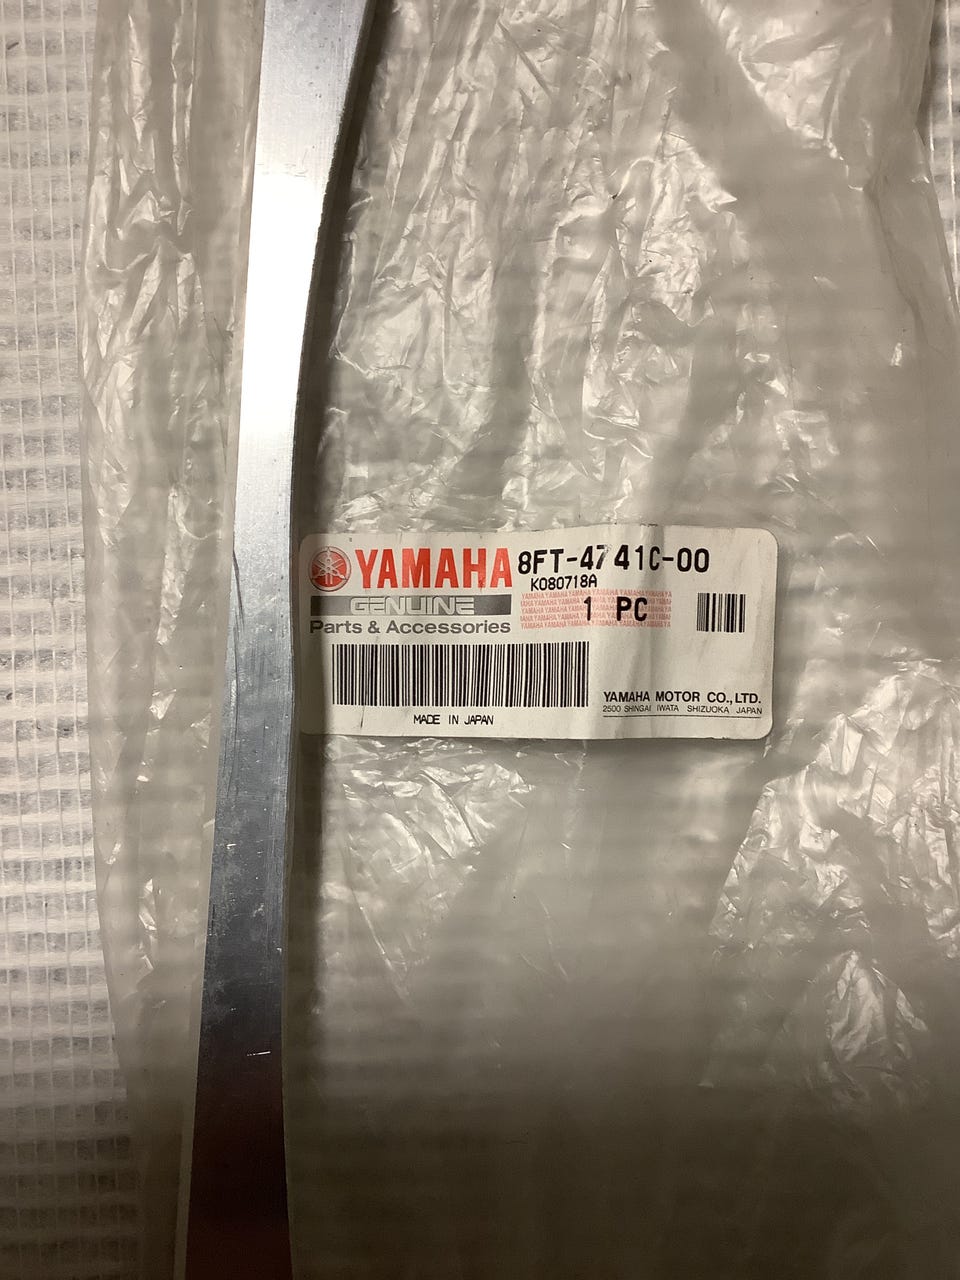 YAMAHA 8FT-4741C-00
K080718A
GENUINE
1 PC
Parts & Accessories
YAMAHA MOTOR CO.,LTD.
2500 SHINGAI IWATA SHIZUOKA JAPAN
MADE IN JAPAN